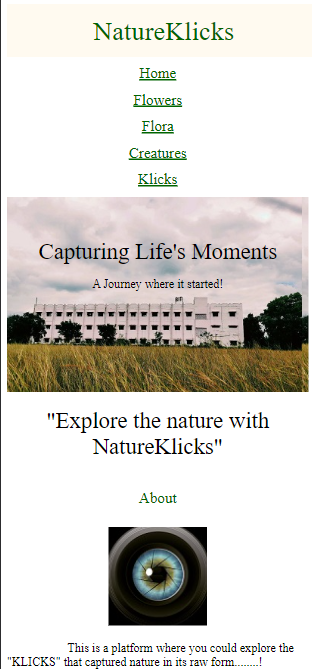 NatureKlicks
Home
Flowers
Flora
Creatures
Klicks
Capturing Life's Moments
A Journey where it started!
"Explore the nature with
NatureKlicks"
About
This is a platform where you could explore the
"KLICKS" that captured nature in its raw form........!